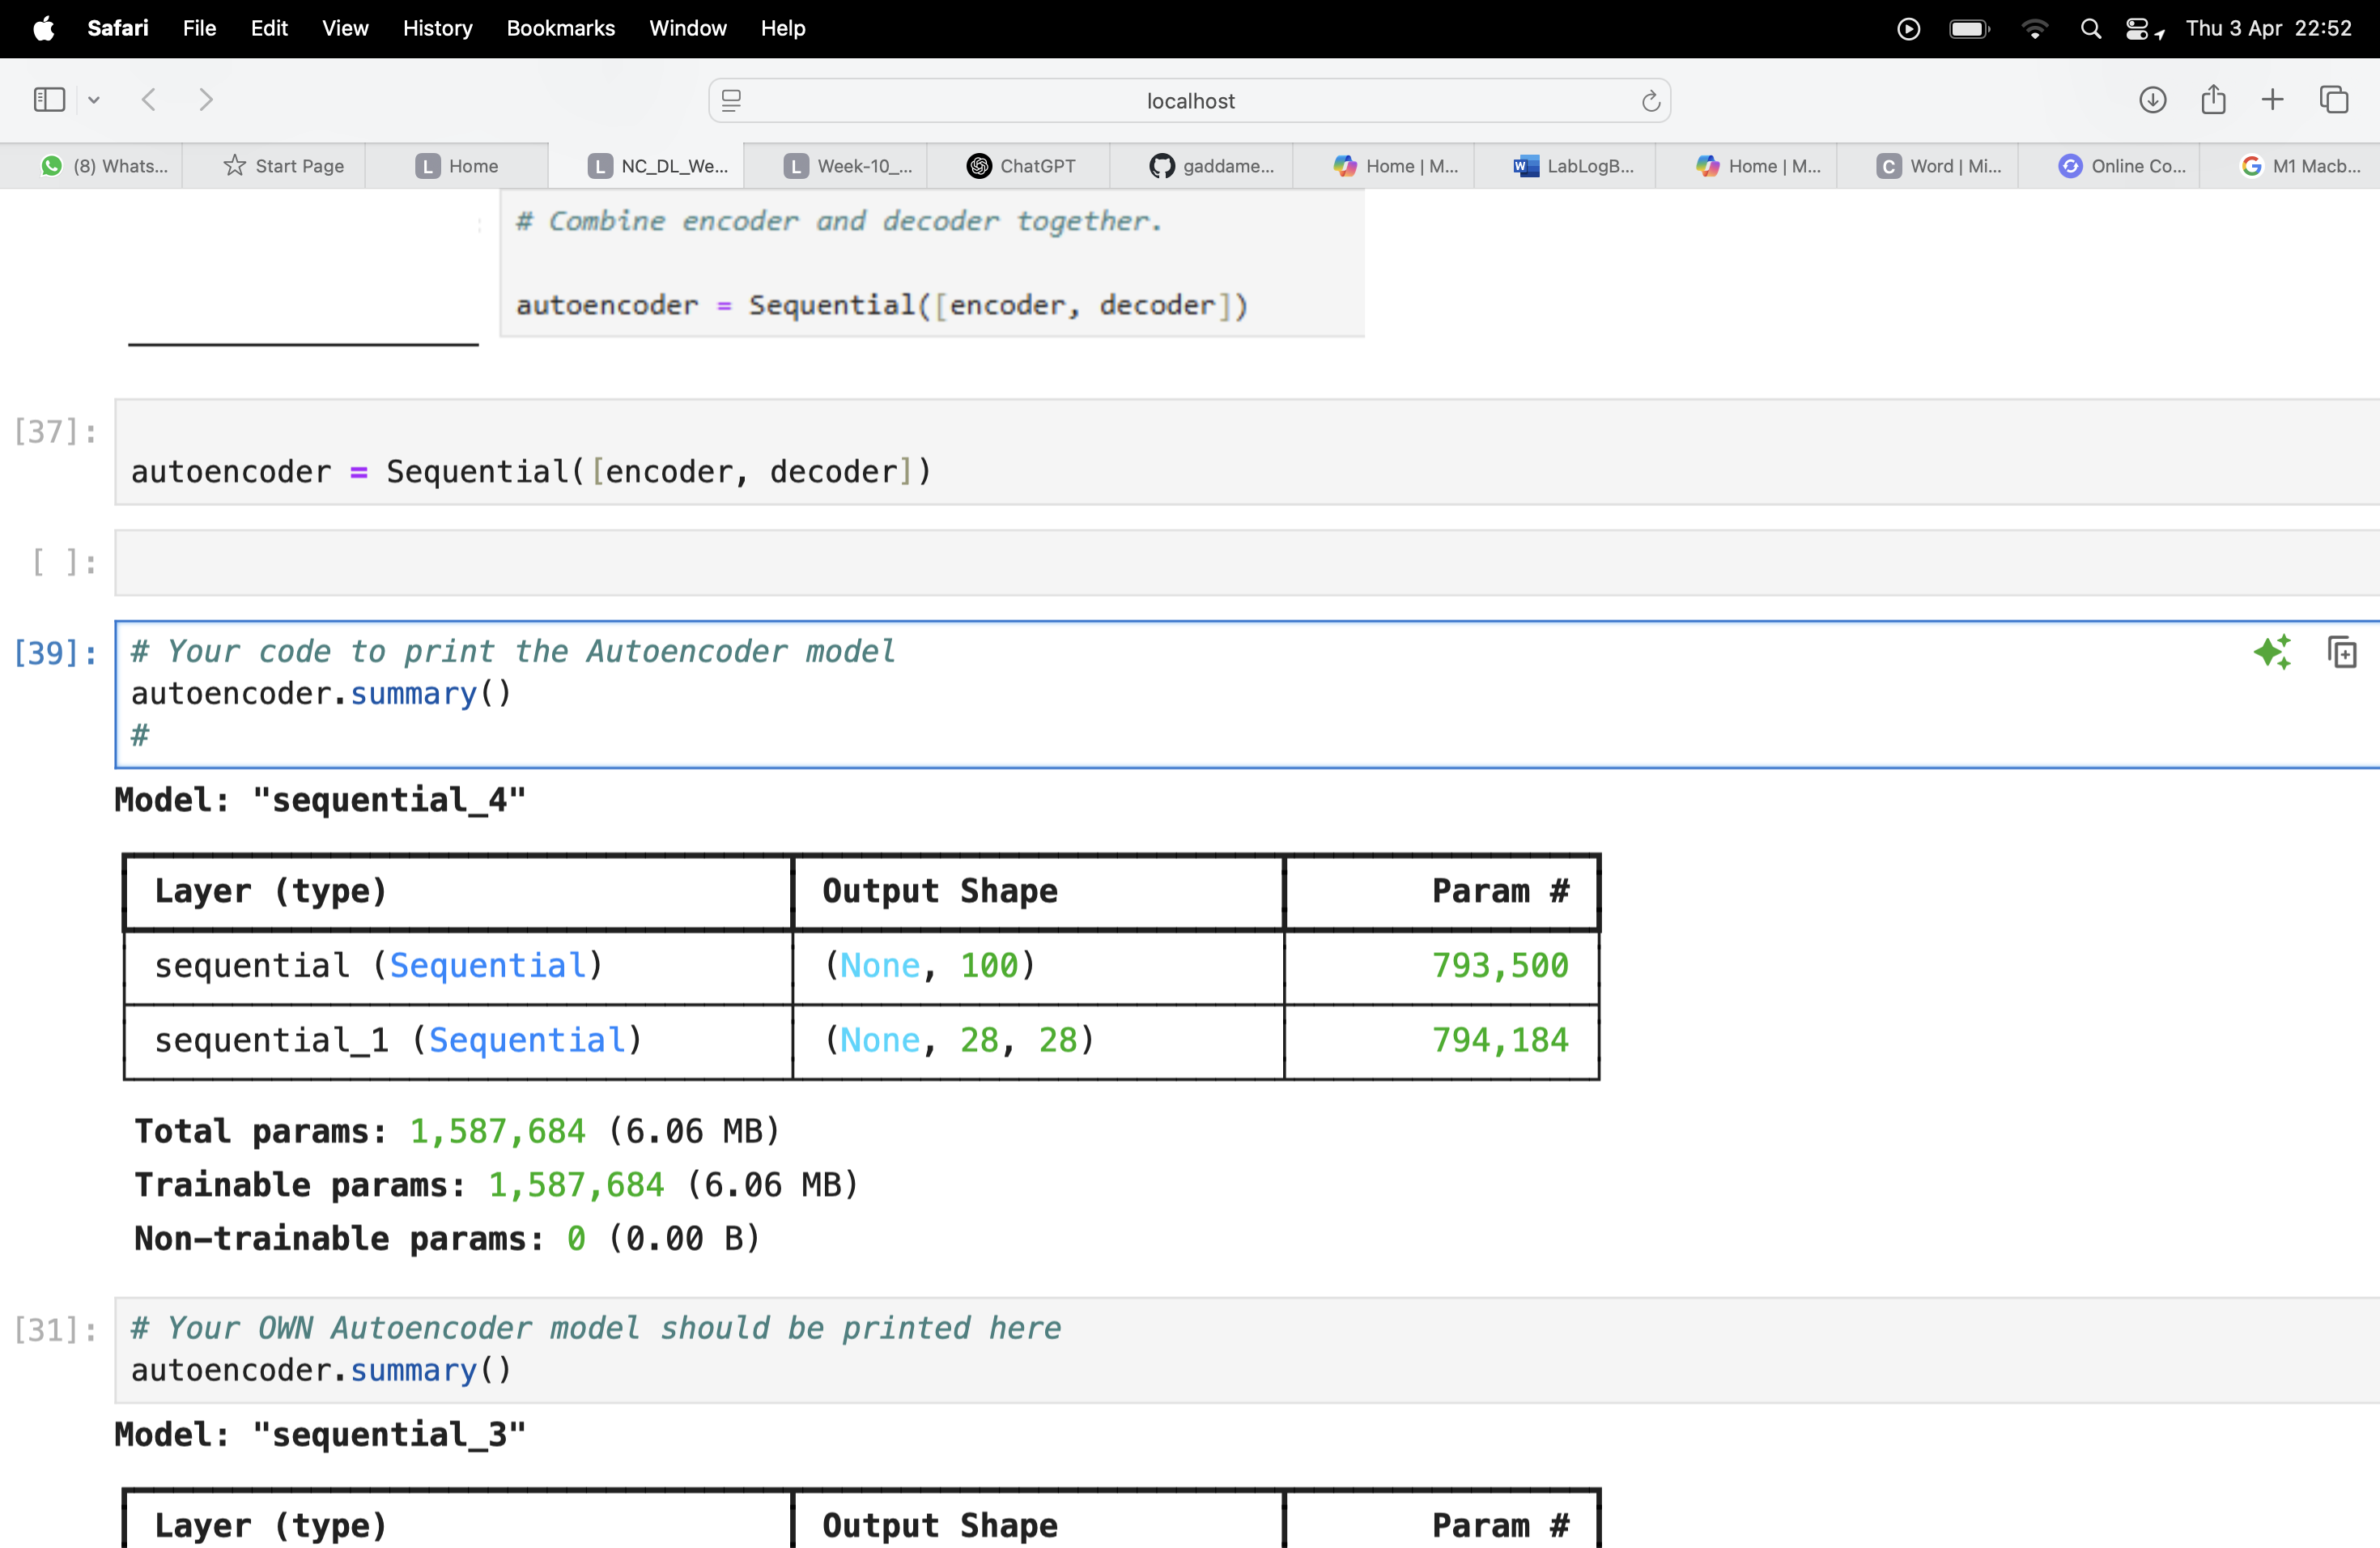 Safari File Edit View History Bookmarks Window Help Thu 3 Apr 22:52
localhost
(8) Whats... Start Page L Home L NC_DL_We... L Week-10_... ChatGPT gaddame... Home | M... W LabLogB... Home | M... C Word | Mi... Online Co... G M1 Macb...
# Combine encoder and decoder together.
autoencoder = Sequential([encoder, decoder])
[37]:
autoencoder = Sequential([encoder, decoder])
[ ]:
[39]: # Your code to print the Autoencoder model
autoencoder.summary()
#
Model: "sequential_4"
Layer (type) Output Shape Param #
sequential (Sequential) (None, 100) 793,500
sequential_1 (Sequential) (None, 28, 28) 794,184
Total params: 1,587,684 (6.06 MB)
Trainable params: 1,587,684 (6.06 MB)
Non-trainable params: 0 (0.00 B)
[31]: # Your OWN Autoencoder model should be printed here
autoencoder.summary()
Model: "sequential_3"
Layer (type) Output Shape Param #